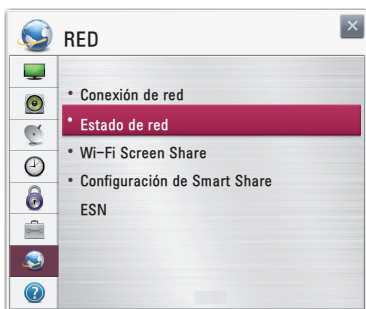 RED
• Conexión de red
• Estado de red
• Wi-Fi Screen Share
• Configuración de Smart Share
ESN